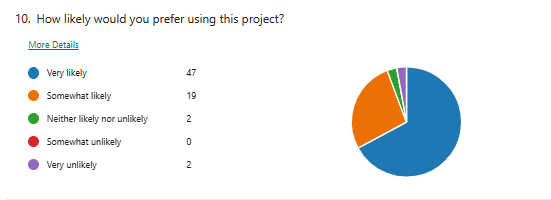 10. How likely would you prefer using this project?
More Details
Very likely 47
Somewhat likely 19
Neither likely nor unlikely 2
Somewhat unlikely 0
Very unlikely 2